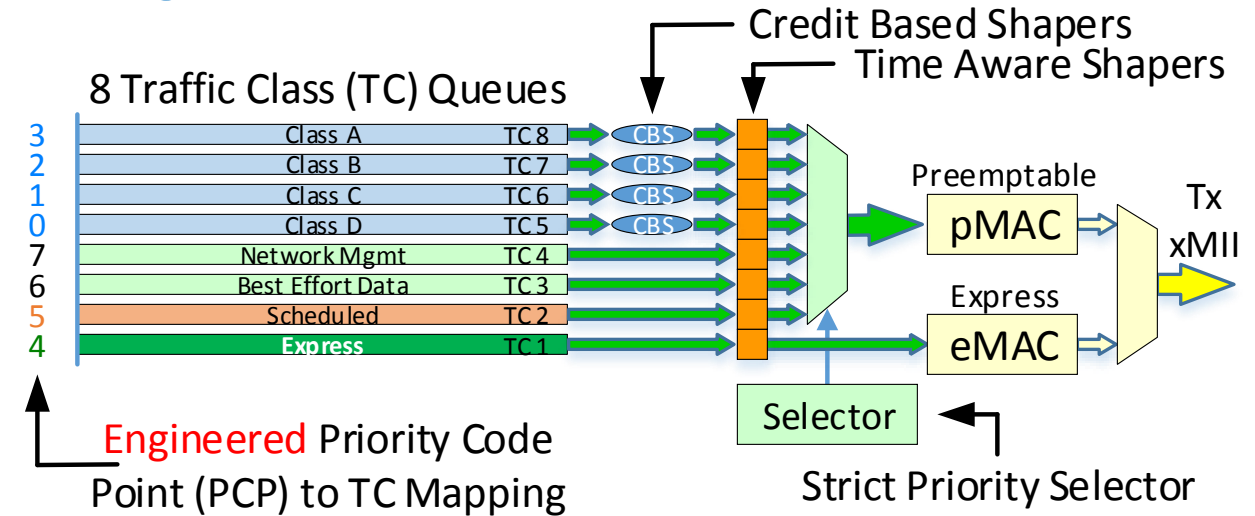 Credit Based Shapers
Time Aware Shapers
8 Traffic Class (TC) Queues
3 Class A TC 8 CBS
2 Class B TC 7 CBS
1 Class C TC 6 CBS
0 Class D TC 5 CBS
7 Network Mgmt TC 4
6 Best Effort Data TC 3
5 Scheduled TC 2
4 Express TC 1
Preemptable
pMAC
Express
eMAC
Tx
xMII
Selector
Engineered Priority Code
Point (PCP) to TC Mapping
Strict Priority Selector